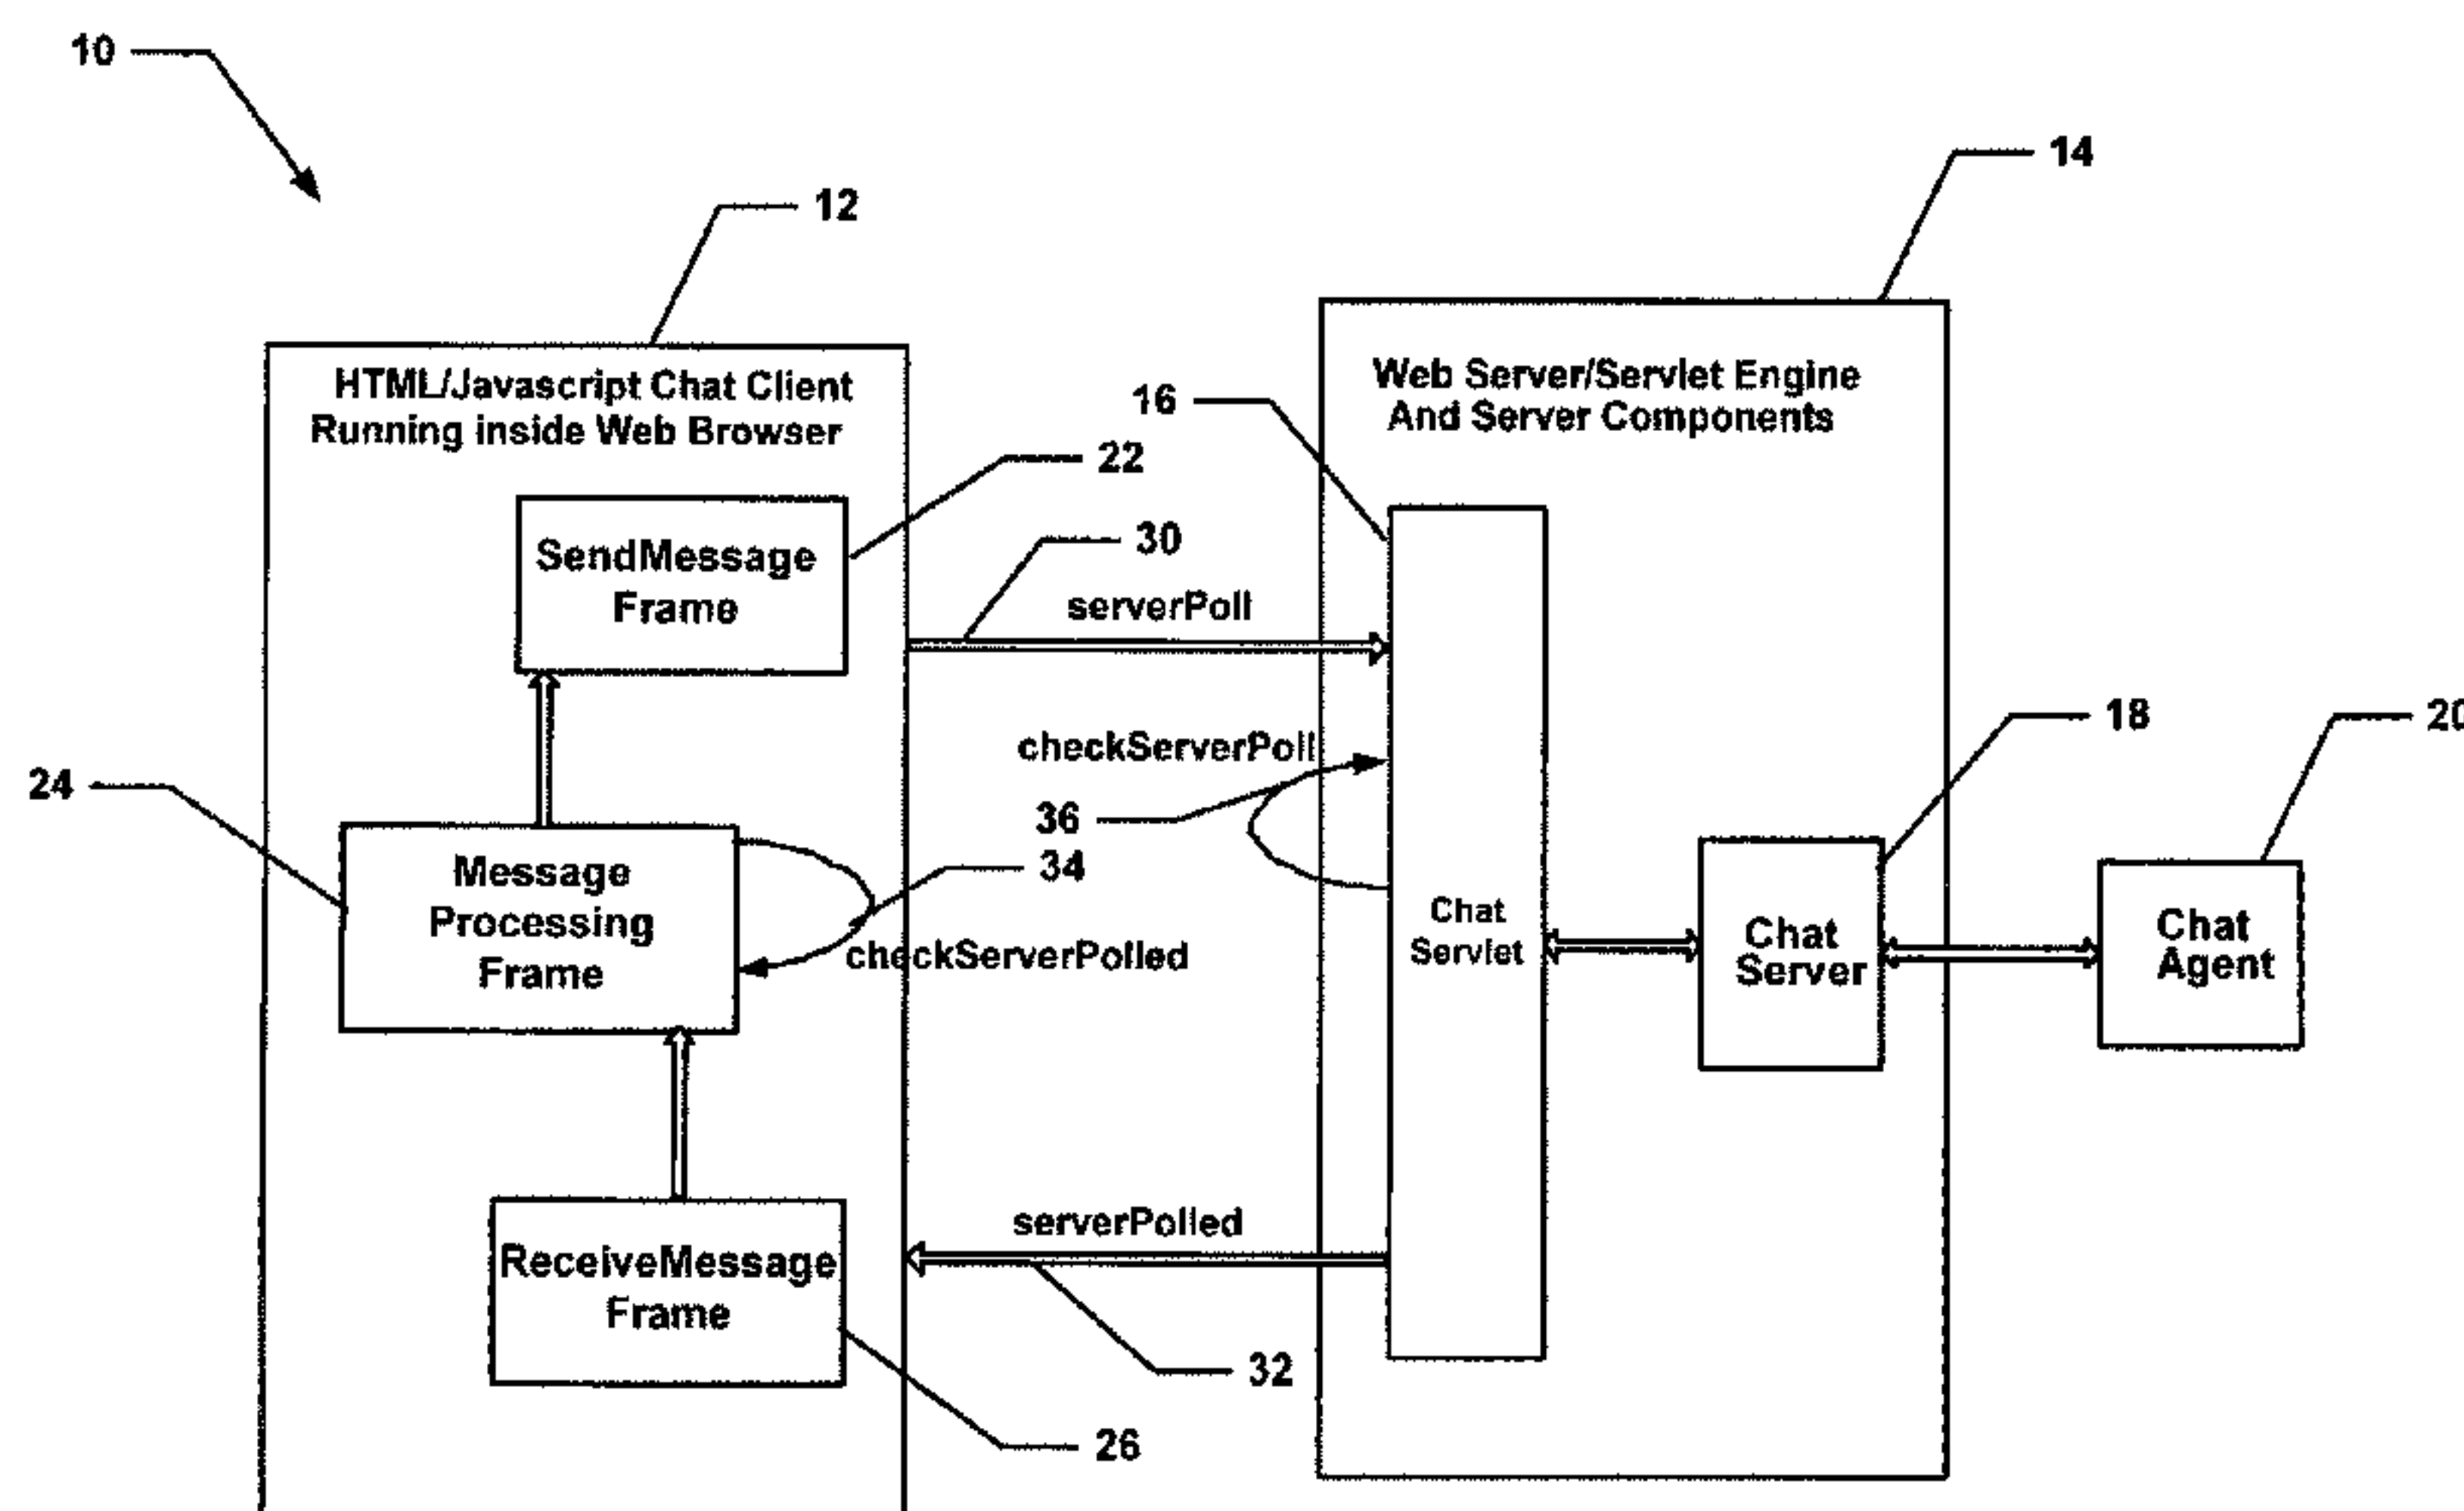 10
12
14
HTML/Javascript Chat Client
Running inside Web Browser
16
Web Server/Servlet Engine
And Server Components
22
SendMessage
Frame
30
serverPoll
checkServerPoll
36
18
20
24
Message
Processing
Frame
34
checkServerPolled
Chat
Servlet
Chat
Server
Chat
Agent
serverPolled
ReceiveMessage
Frame
32
26